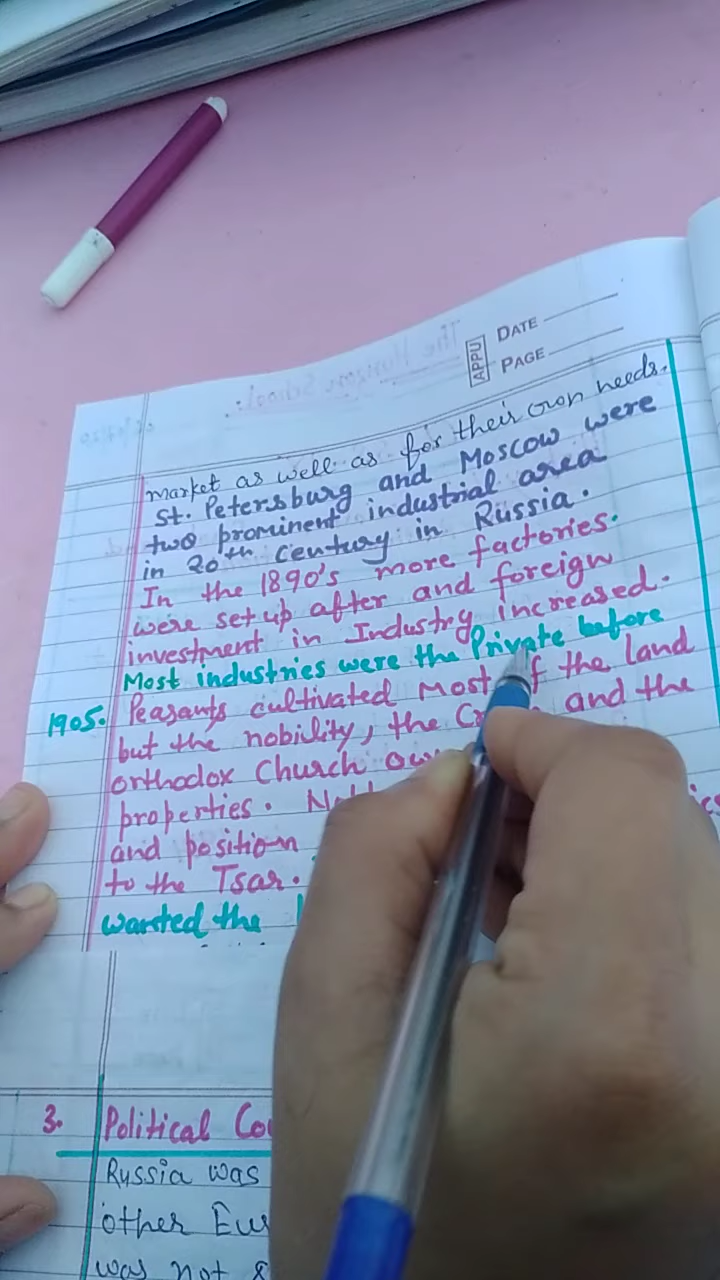 APPU
DATE
PAGE
market as well as for their own needs.
St. Petersburg and Moscow were
two prominent industrial area
in 20th Century in Russia.
In the 1890's more factories.
were set up after and foreign
investment in Industry increased.
Most industries were the Private before
1905. Peasants cultivated most of the land
but the nobility, the and the
orthodox Church
properties.
and position
to the Tsar.
wanted the
3. Political
Russia was
other
was not